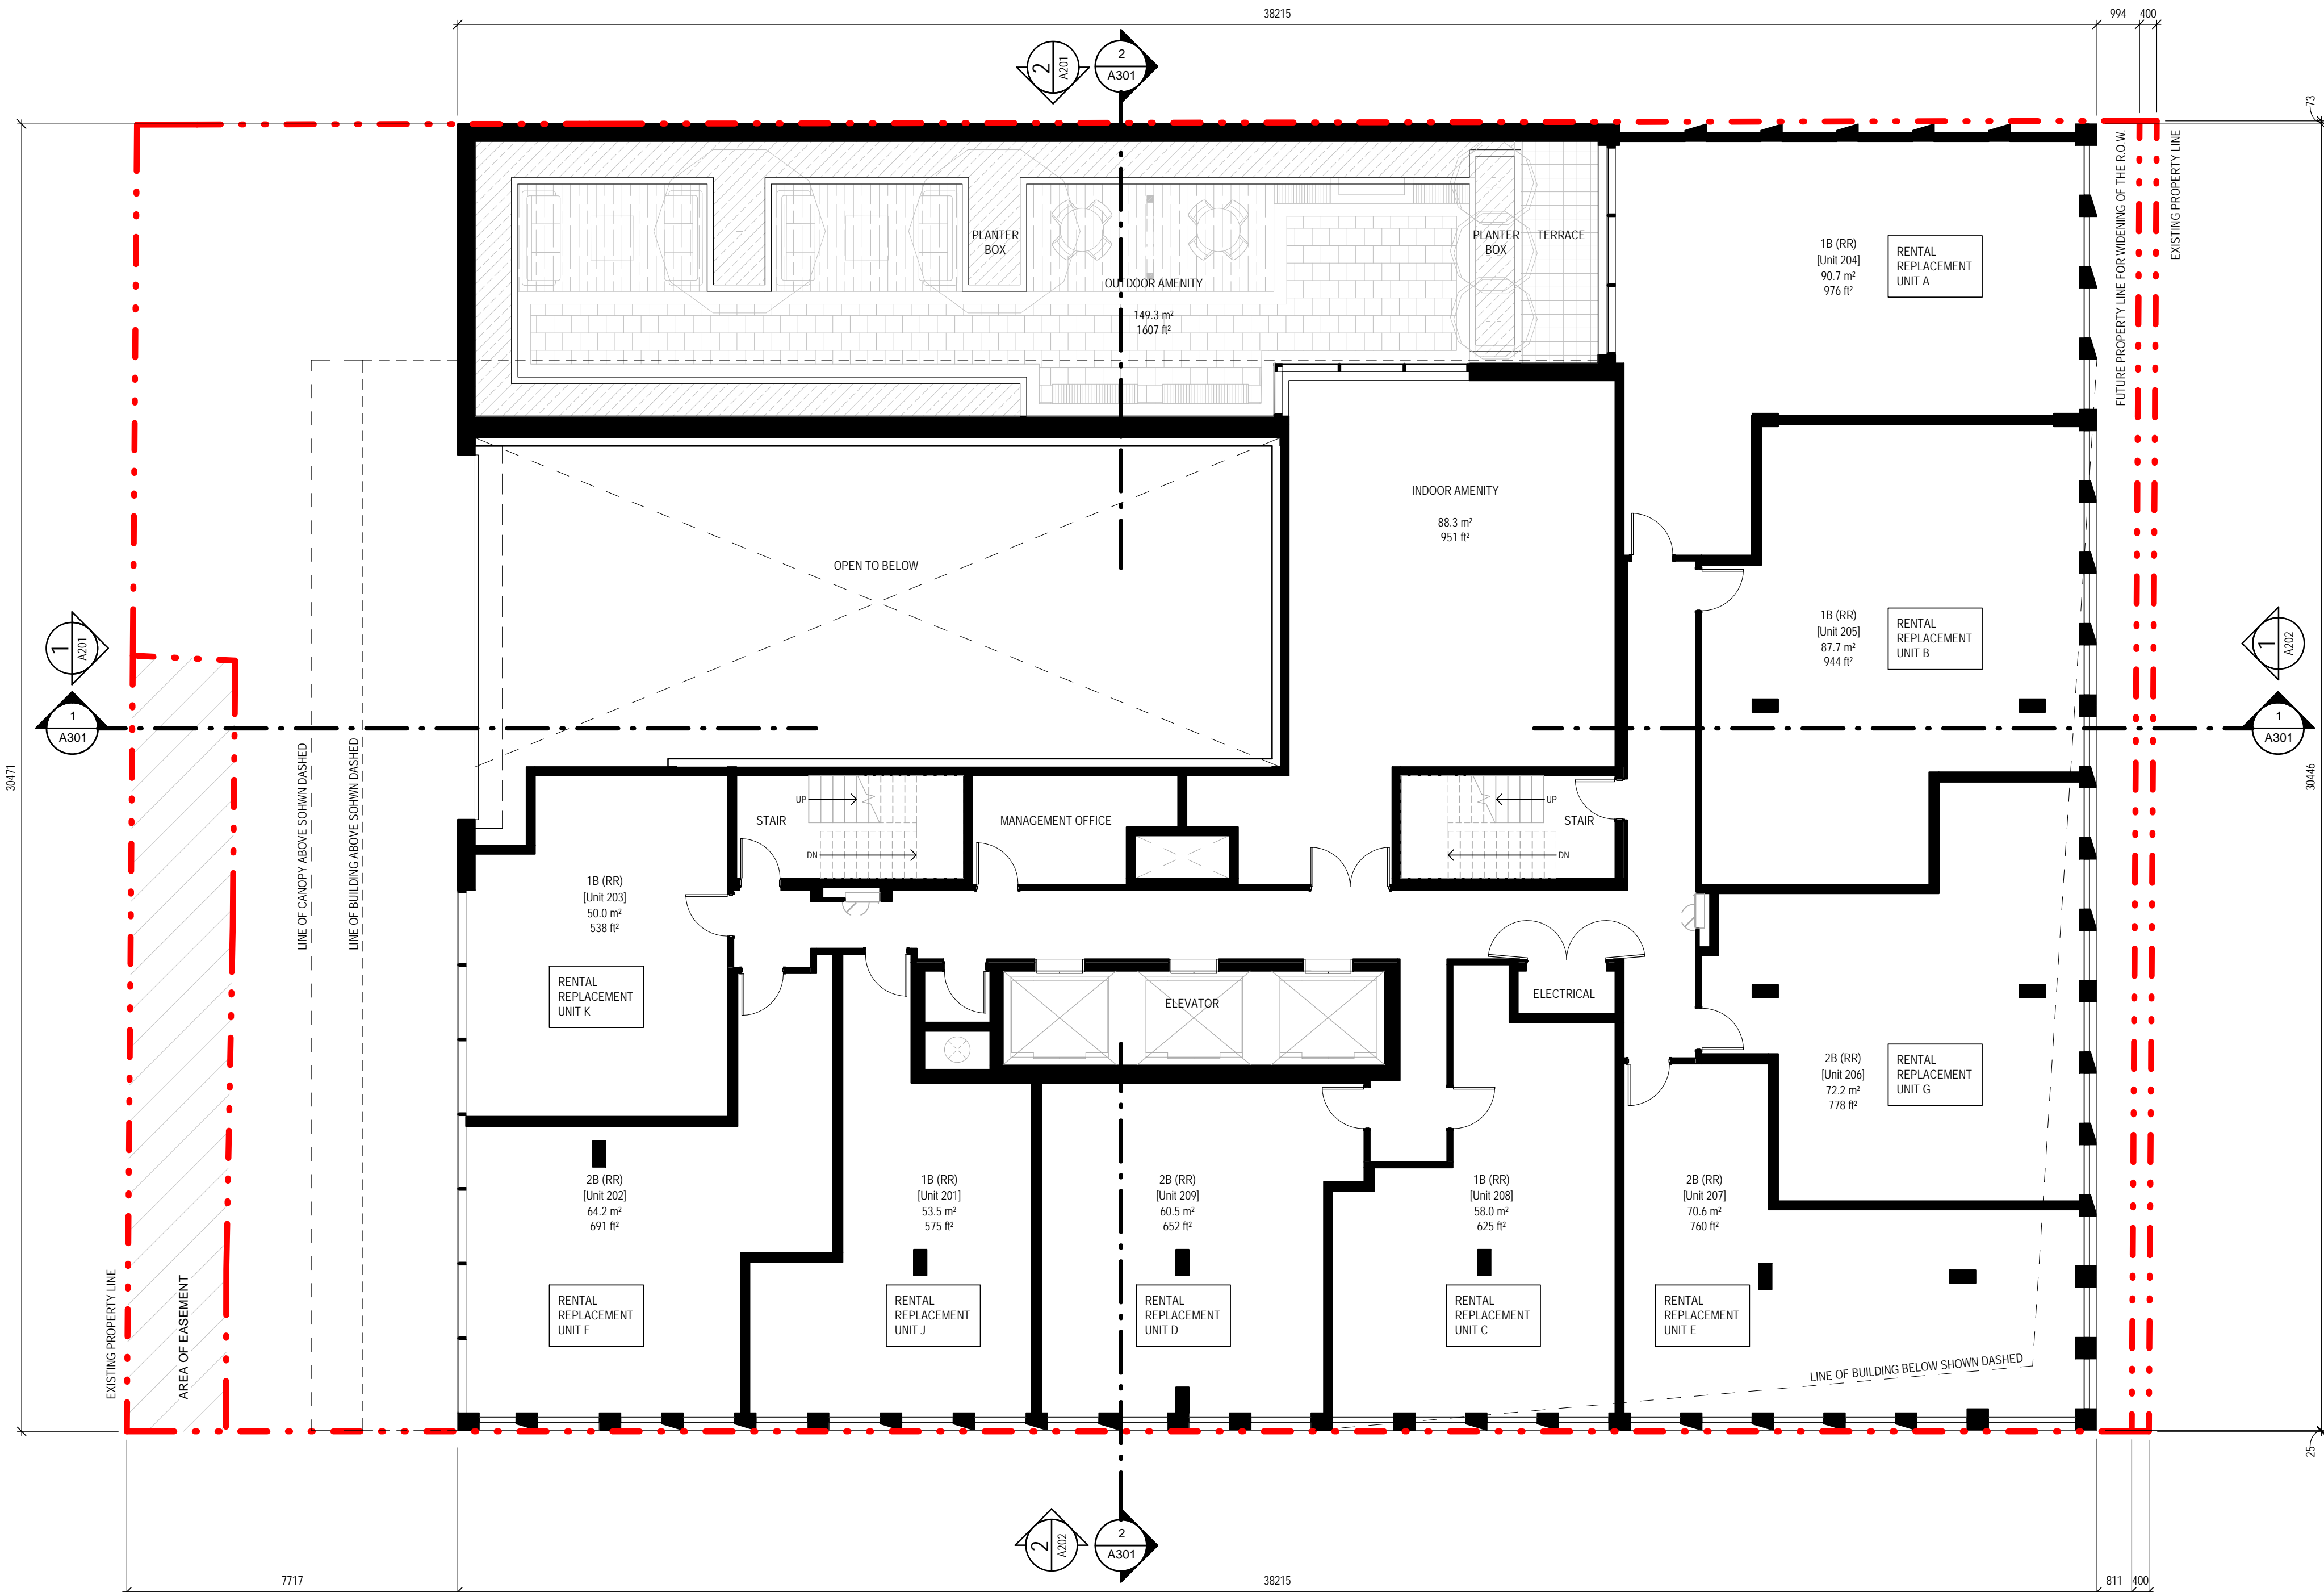 38215
994
400
2
A201
2
A301
73
PLANTER
BOX
PLANTER
BOX
TERRACE
OUTDOOR AMENITY
149.3 m²
1607 ft²
1B (RR)
[Unit 204]
90.7 m²
976 ft²
RENTAL
REPLACEMENT
UNIT A
FUTURE PROPERTY LINE FOR WIDENING OF THE R.O.W.
EXISTING PROPERTY LINE
INDOOR AMENITY
88.3 m²
951 ft²
OPEN TO BELOW
1B (RR)
[Unit 205]
87.7 m²
944 ft²
RENTAL
REPLACEMENT
UNIT B
1
A201
1
A301
1
A202
1
A301
30471
30446
LINE OF CANOPY ABOVE SOHWN DASHED
LINE OF BUILDING ABOVE SOHWN DASHED
UP
STAIR
DN
MANAGEMENT OFFICE
UP
STAIR
DN
1B (RR)
[Unit 203]
50.0 m²
538 ft²
RENTAL
REPLACEMENT
UNIT K
ELEVATOR
ELECTRICAL
2B (RR)
[Unit 206]
72.2 m²
778 ft²
RENTAL
REPLACEMENT
UNIT G
2B (RR)
[Unit 202]
64.2 m²
691 ft²
RENTAL
REPLACEMENT
UNIT F
1B (RR)
[Unit 201]
53.5 m²
575 ft²
RENTAL
REPLACEMENT
UNIT J
2B (RR)
[Unit 209]
60.5 m²
652 ft²
RENTAL
REPLACEMENT
UNIT D
1B (RR)
[Unit 208]
58.0 m²
625 ft²
RENTAL
REPLACEMENT
UNIT C
2B (RR)
[Unit 207]
70.6 m²
760 ft²
RENTAL
REPLACEMENT
UNIT E
EXISTING PROPERTY LINE
AREA OF EASEMENT
LINE OF BUILDING BELOW SHOWN DASHED
25
2
A202
2
A301
7717
38215
811
400